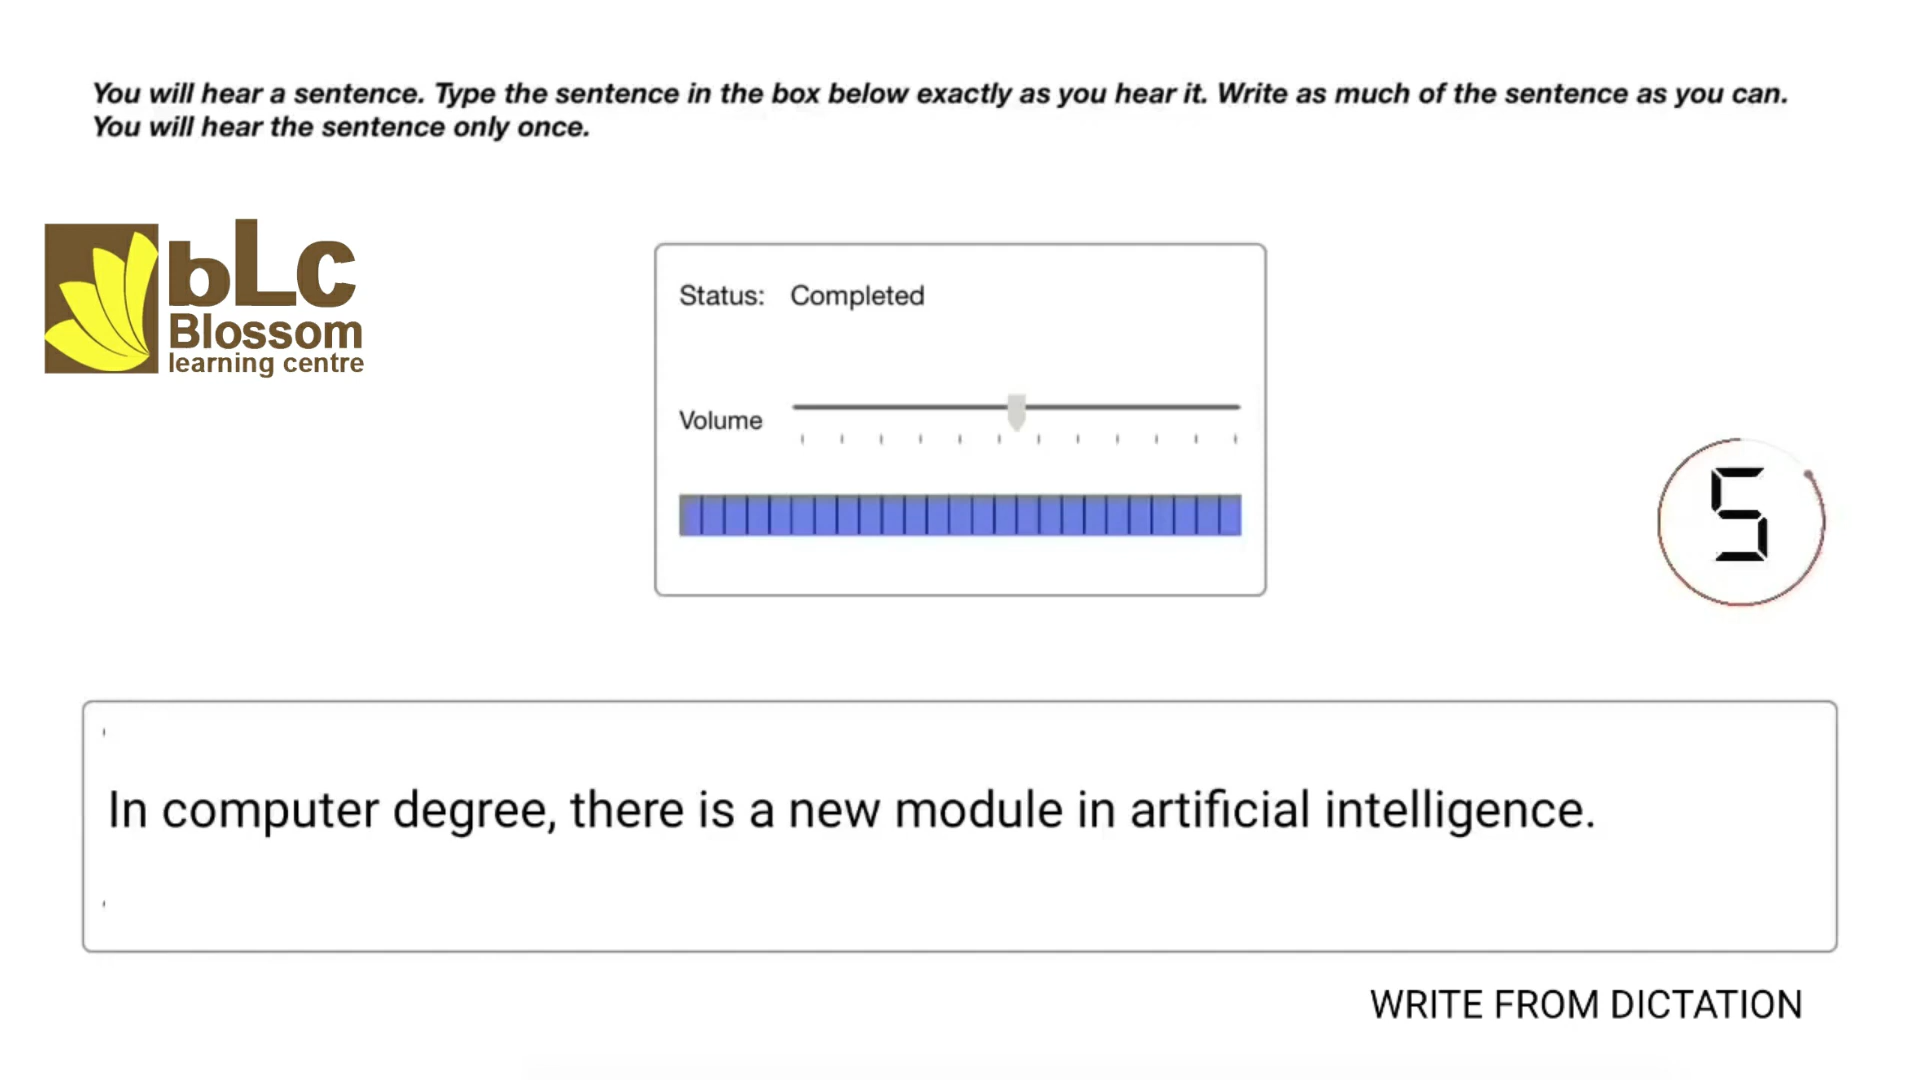 You will hear a sentence. Type the sentence in the box below exactly as you hear it. Write as much of the sentence as you can.
You will hear the sentence only once.
bLc
Blossom
learning centre
Status: Completed
Volume
5
In computer degree, there is a new module in artificial intelligence.
WRITE FROM DICTATION